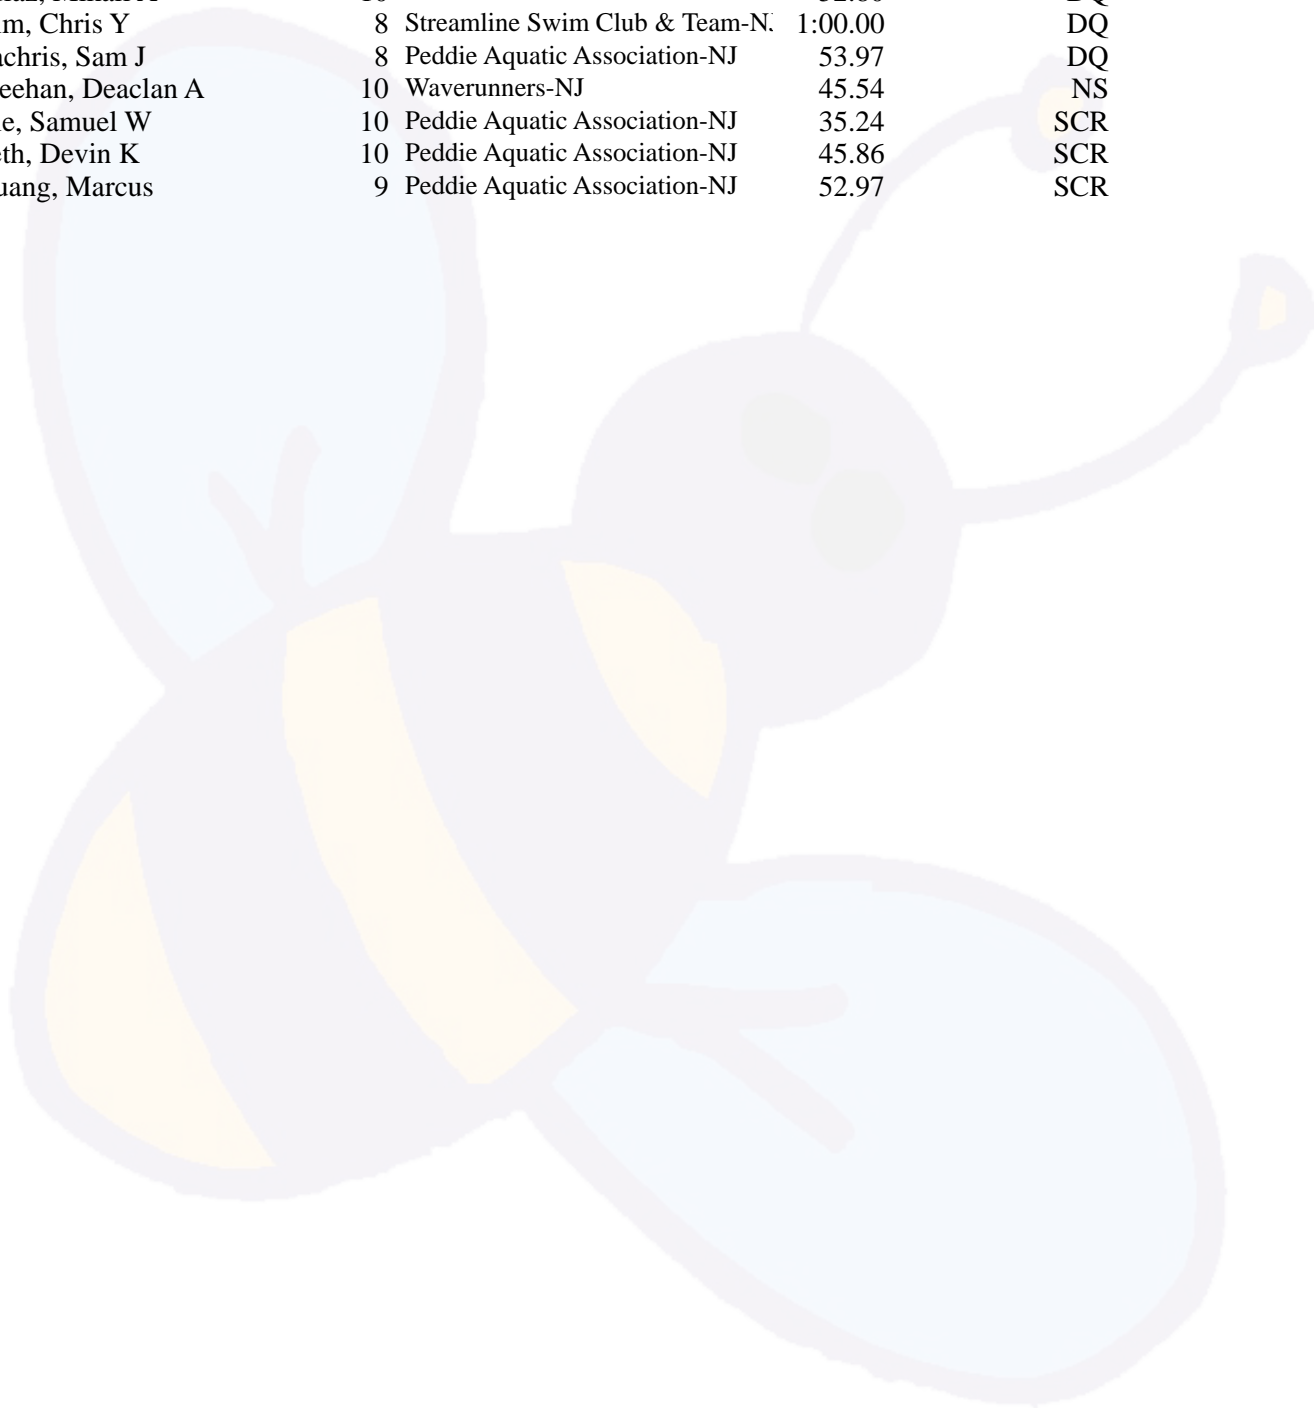 m, Chris Y 8 Streamline Swim Club & Team-N. 1:00.00 DQ
achris, Sam J 8 Peddie Aquatic Association-NJ 53.97 DQ
eehan, Deaclan A 10 Waverunners-NJ 45.54 NS
e, Samuel W 10 Peddie Aquatic Association-NJ 35.24 SCR
eth, Devin K 10 Peddie Aquatic Association-NJ 45.86 SCR
uang, Marcus 9 Peddie Aquatic Association-NJ 52.97 SCR